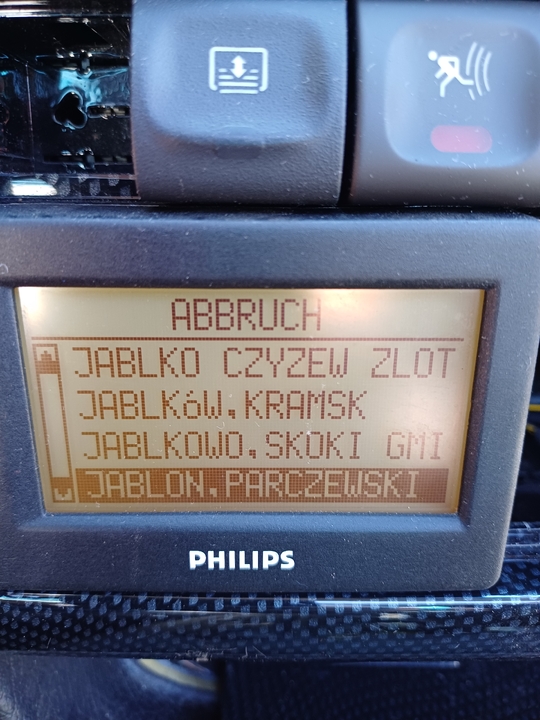 ABBRUCH
JABLKO CZYZEW ZLOT
JABLKóW,KRAMSK
JABLKOWO,SKOKI GMI
JABLON,PARCZEWSKI
PHILIPS